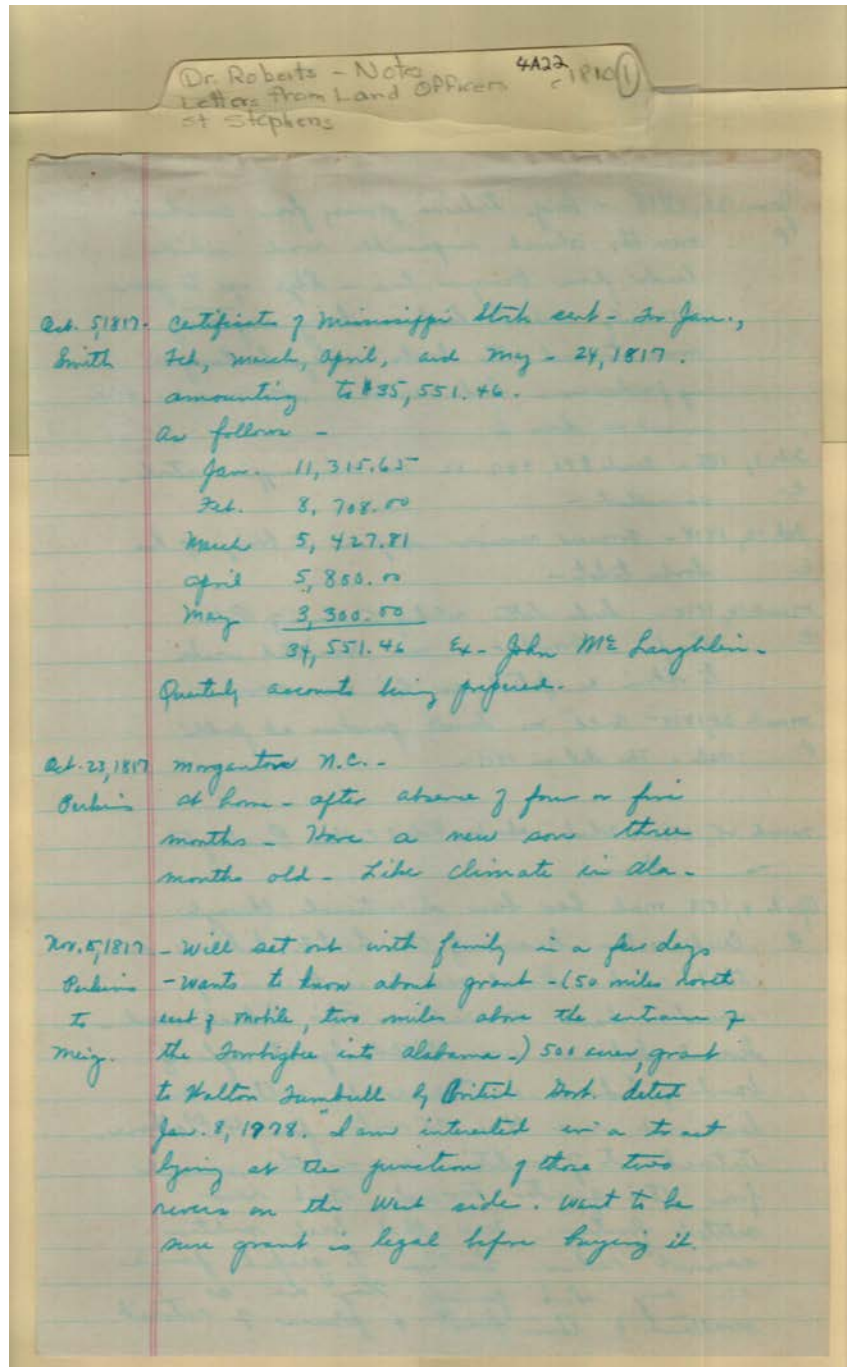 Dr. Roberts - Notes 4A22
Letters from Land Officers 1810 (1)
St Stephens
Oct. 5, 1817 - Certificates of Mississippi Stock sent - for Jan.,
Smith Feb, March, April, and May - 24, 1817.
amounting to $35,551.46.
As follows -
Jan. 11,315.65
Feb. 8,708.00
March 5,427.81
April 5,800.00
May 3,300.00
34,551.46 Ex- John McLaughlin -
Quarterly accounts being prepared.
Oct. 23, 1817 Morganton N.C. -
Perkins at home - after absence of four or five
months - Have a new son three
months old - Like climate in Ala -
Nov. 5, 1817 - Will set out with family in a few days
Perkins - Wants to know about grant - (50 miles north
to east of Mobile, two miles above the entrance of
Meig. the Tombigbee into Alabama -) 500 acres, grant
to Walton Turnbull by British Govt. dated
Jan. 8, 1978. "I am interested in a tract
lying at the junction of those two
rivers on the West side. Want to be
sure grant is legal before buying it.